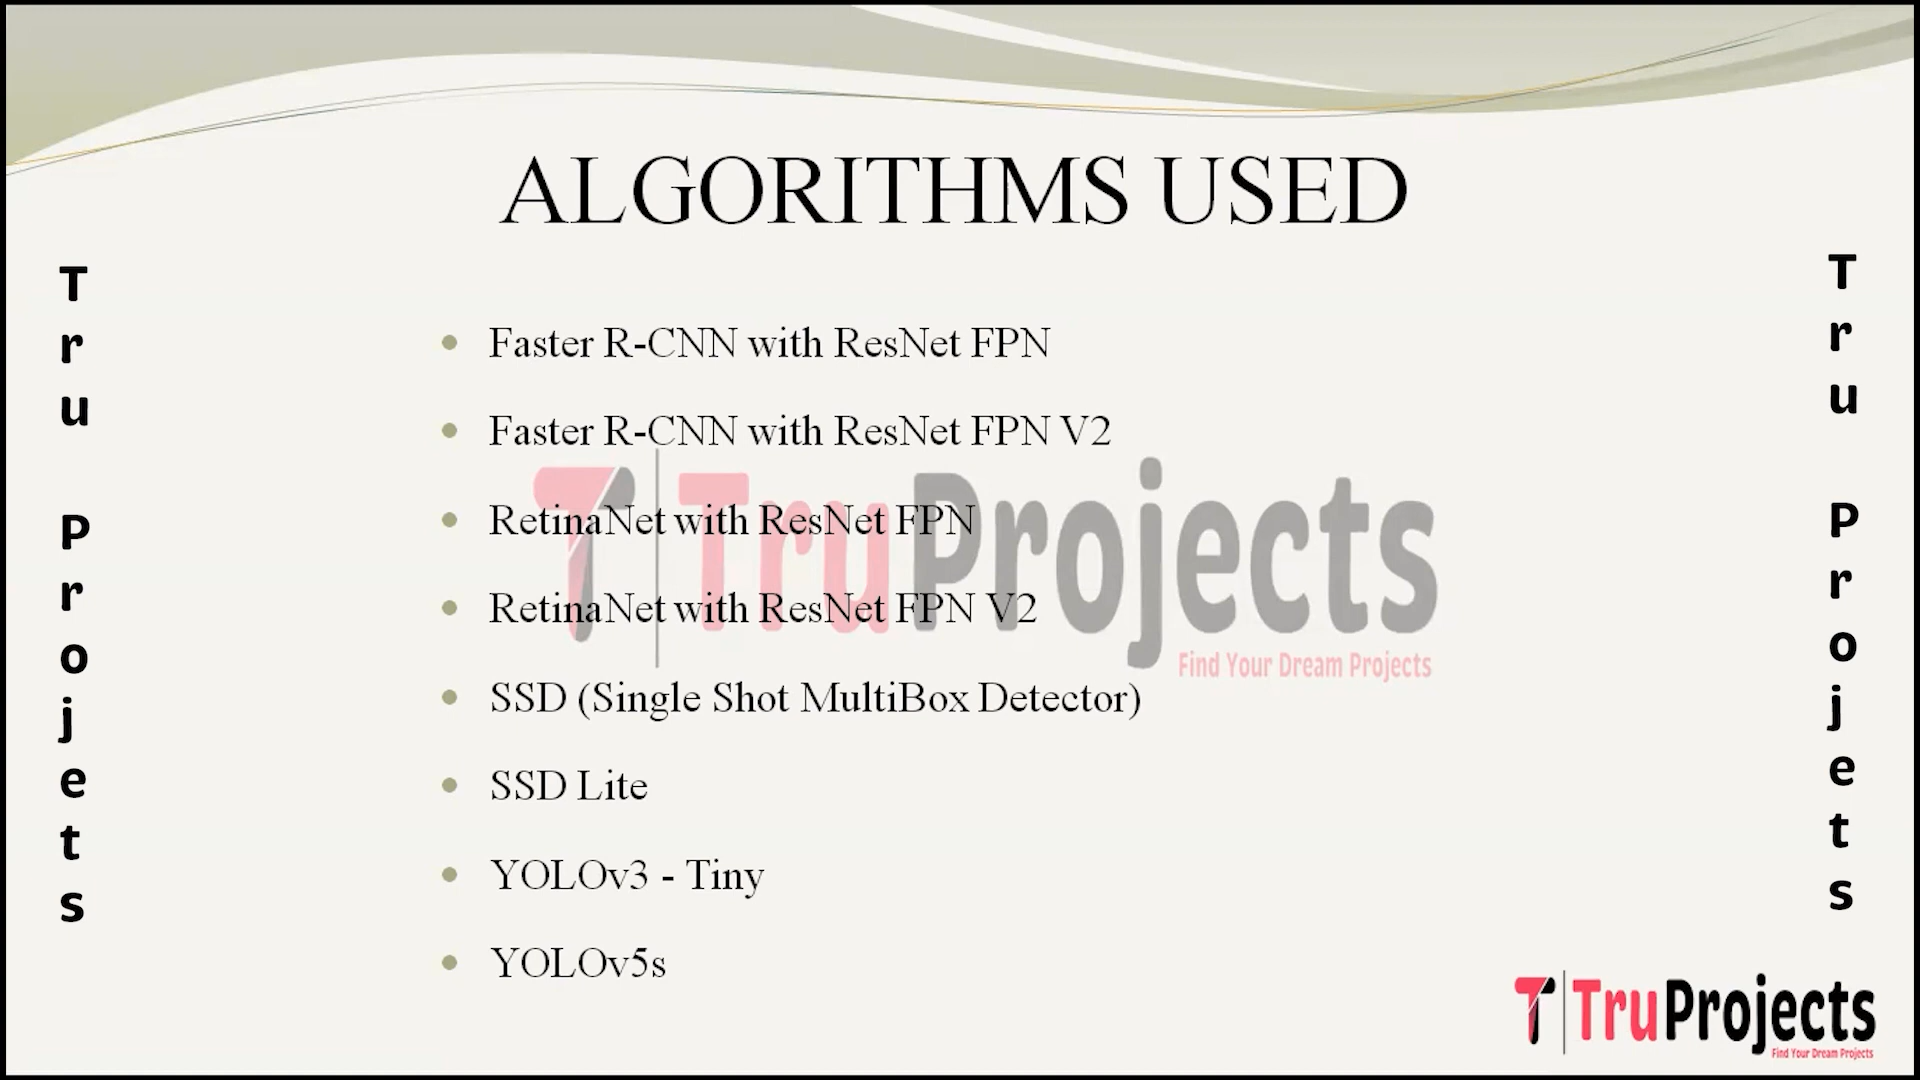 ALGORITHMS USED
Tru Projets
Tru Projets
Faster R-CNN with ResNet FPN
Faster R-CNN with ResNet FPN V2
RetinaNet with ResNet FPN
RetinaNet with ResNet FPN V2
SSD (Single Shot MultiBox Detector)
SSD Lite
YOLOv3 - Tiny
YOLOv5s
TruProjects
Find Your Dream Projects
TruProjects
Find Your Dream Projects